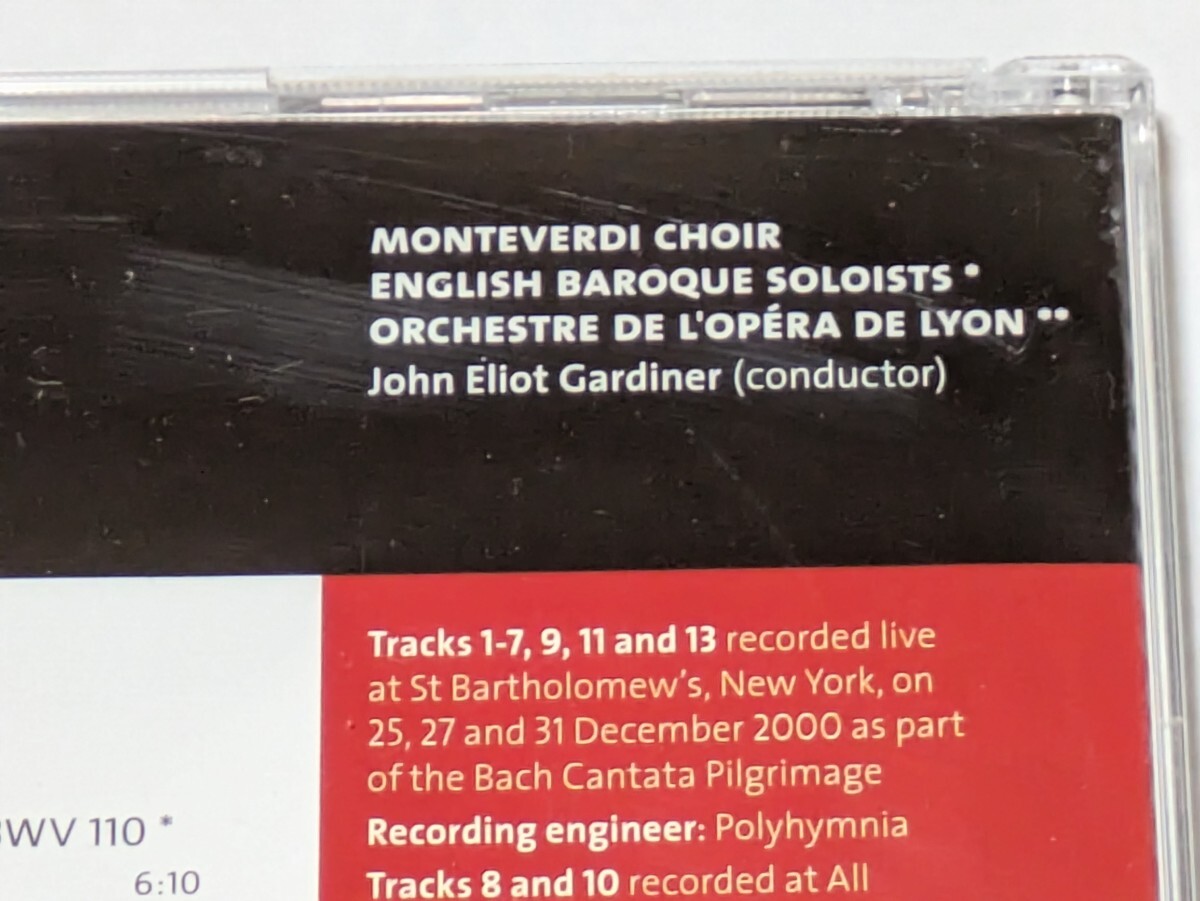 MONTEVERDI CHOIR
ENGLISH BAROQUE SOLOISTS *
ORCHESTRE DE L'OPÉRA DE LYON **
John Eliot Gardiner (conductor)
Tracks 1-7, 9, 11 and 13 recorded live
at St Bartholomew's, New York, on
25, 27 and 31 December 2000 as part
of the Bach Cantata Pilgrimage
Recording engineer: Polyhymnia
Tracks 8 and 10 recorded at All
BWV 110 *
6:10